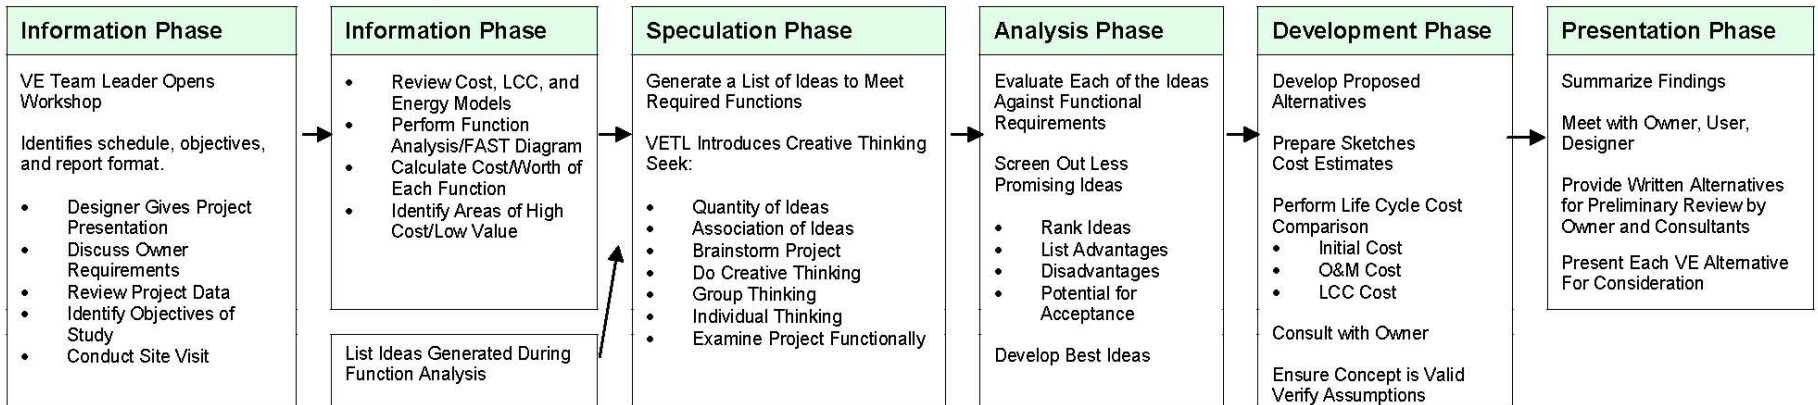 Information Phase
VE Team Leader Opens
Workshop
Identifies schedule, objectives,
and report format.
• Designer Gives Project
Presentation
• Discuss Owner
Requirements
• Review Project Data
• Identify Objectives of
Study
• Conduct Site Visit
Information Phase
• Review Cost, LCC, and
Energy Models
• Perform Function
Analysis/FAST Diagram
• Calculate Cost/Worth of
Each Function
• Identify Areas of High
Cost/Low Value
List Ideas Generated During
Function Analysis
Speculation Phase
Generate a List of Ideas to Meet
Required Functions
VETL Introduces Creative Thinking
Seek:
• Quantity of Ideas
• Association of Ideas
• Brainstorm Project
• Do Creative Thinking
• Group Thinking
• Individual Thinking
• Examine Project Functionally
Analysis Phase
Evaluate Each of the Ideas
Against Functional
Requirements
Screen Out Less
Promising Ideas
• Rank Ideas
• List Advantages
• Disadvantages
• Potential for
Acceptance
Develop Best Ideas
Development Phase
Develop Proposed
Alternatives
Prepare Sketches
Cost Estimates
Perform Life Cycle Cost
Comparison
• Initial Cost
• O&M Cost
• LCC Cost
Consult with Owner
Ensure Concept is Valid
Verify Assumptions
Presentation Phase
Summarize Findings
Meet with Owner, User,
Designer
Provide Written Alternatives
for Preliminary Review by
Owner and Consultants
Present Each VE Alternative
For Consideration